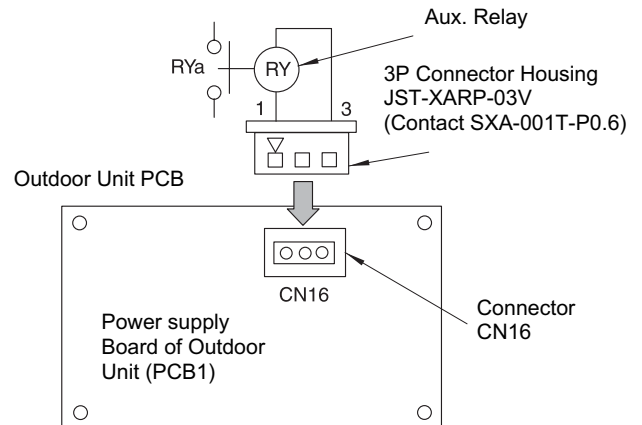 Aux. Relay
RYa
RY
3P Connector Housing
JST-XARP-03V
(Contact SXA-001T-P0.6)
1
3
Outdoor Unit PCB
CN16
Connector
CN16
Power supply
Board of Outdoor
Unit (PCB1)